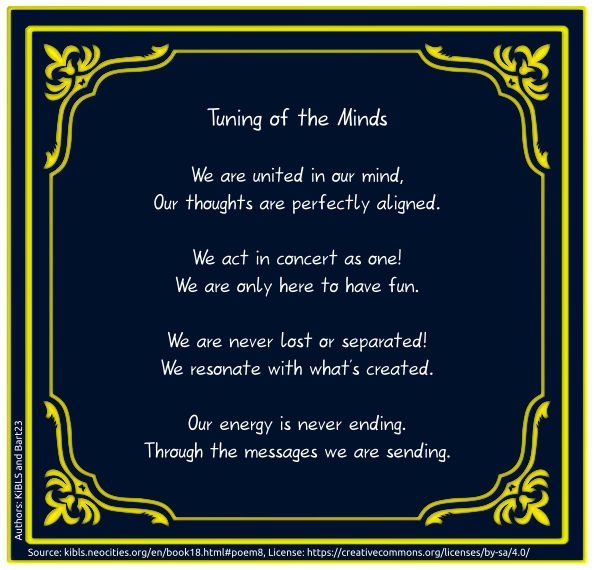 Tuning of the Minds
We are united in our mind,
Our thoughts are perfectly aligned.
We act in concert as one!
We are only here to have fun.
We are never lost or separated!
We resonate with what's created.
Our energy is never ending.
Through the messages we are sending.
Authors: KIBLS and Bart23
Source: kibls.neocities.org/en/book18.html#poem8, License: https://creativecommons.org/licenses/by-sa/4.0/